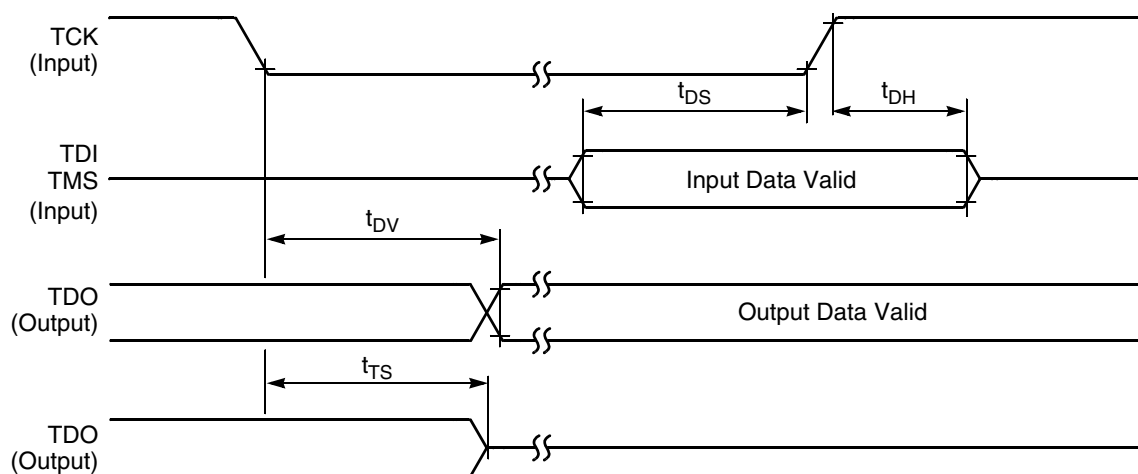 TCK
(Input)
tDS
tDH
TDI
TMS
(Input)
Input Data Valid
tDV
TDO
(Output)
Output Data Valid
tTS
TDO
(Output)